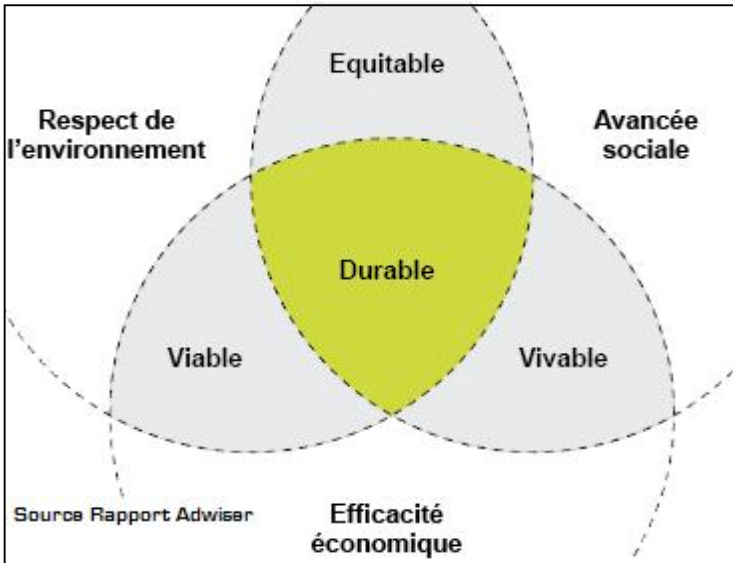 Equitable
Respect de
l'environnement
Avancée
sociale
Durable
Viable
Vivable
Source Rapport Adwiser
Efficacité
économique